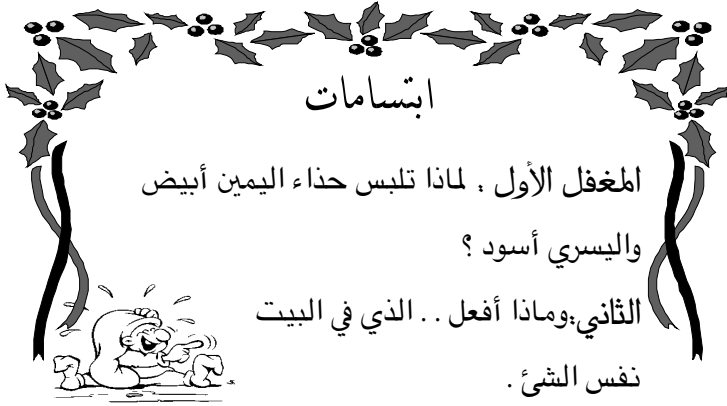 ابتسامات
المغفل الأول : لماذا تلبس حذاء اليمين أبيض
واليسري أسود ؟
الثاني:وماذا أفعل . . الذي في البيت
نفس الشئ .